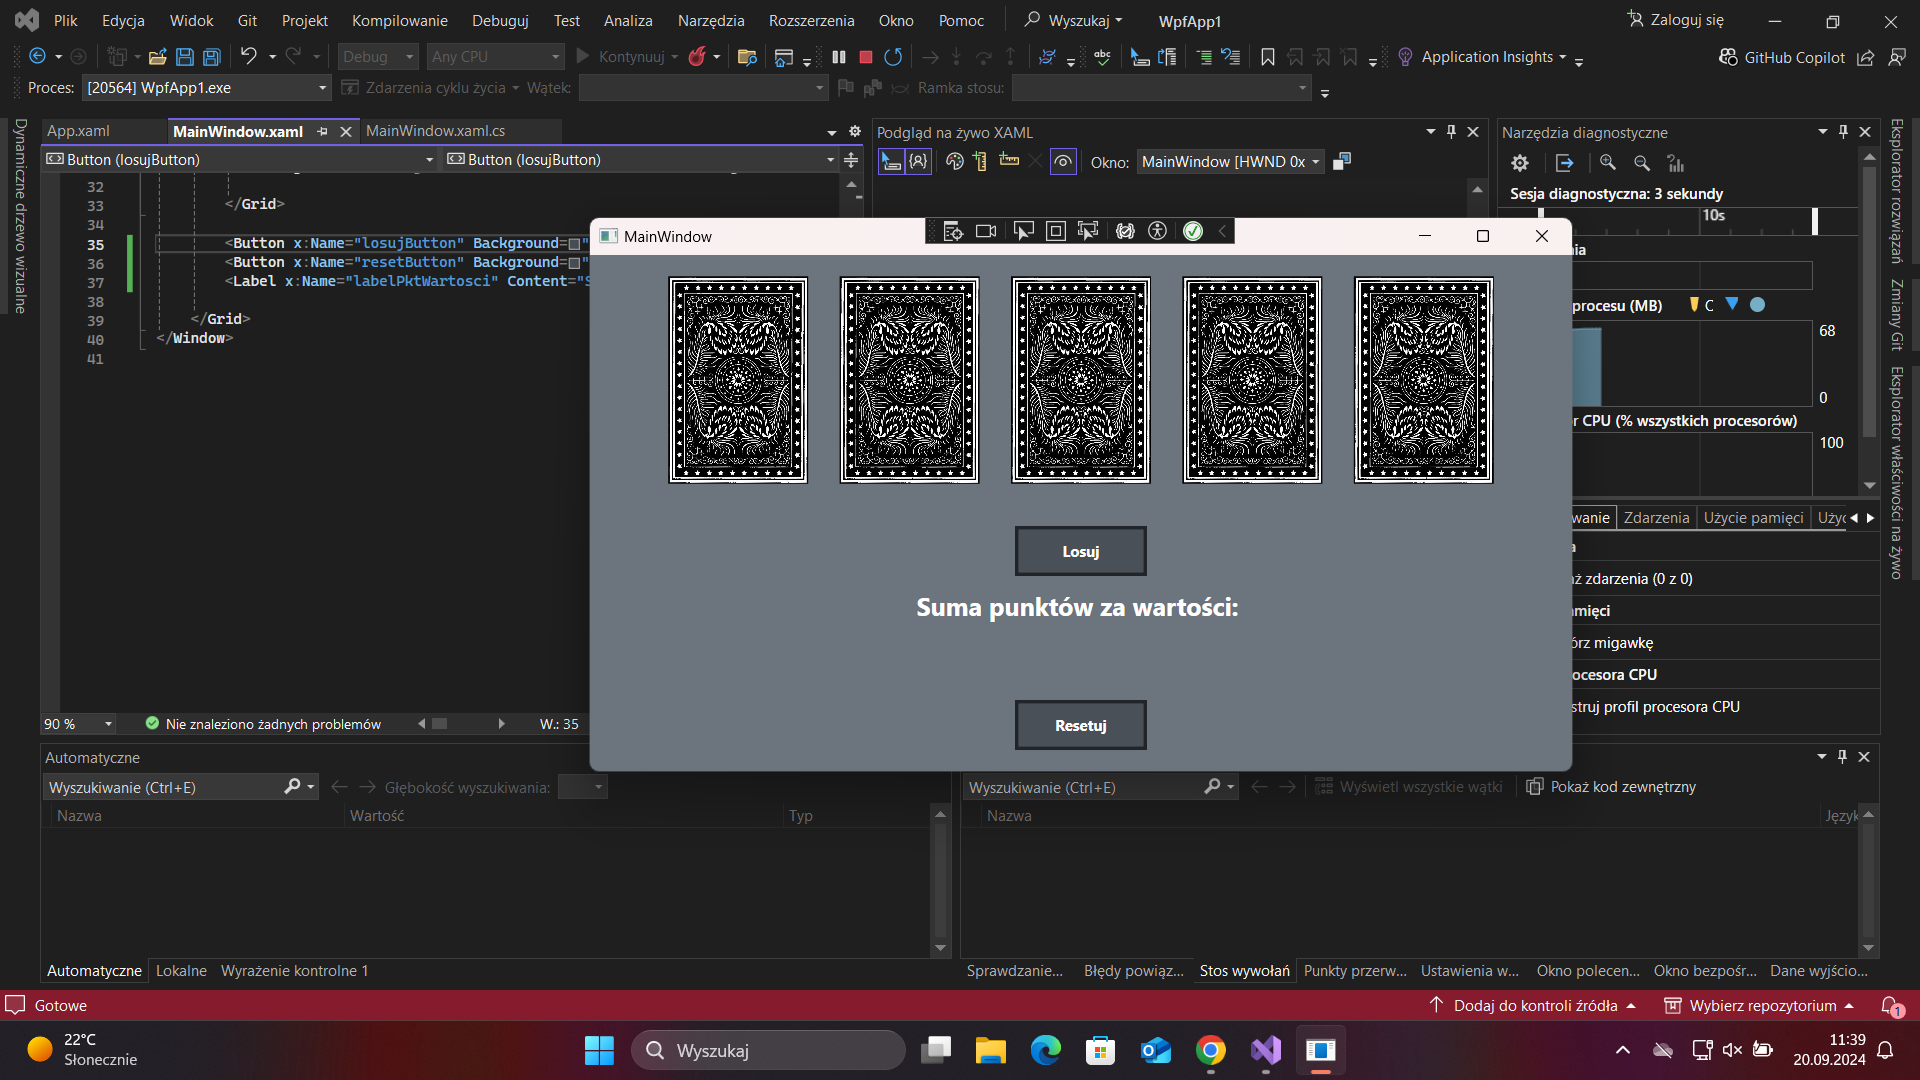 Plik Edycja Widok Git Projekt Kompilowanie Debuguj Test Analiza Narzędzia Rozszerzenia Okno Pomoc Wyszukaj WpfApp1 Zaloguj się
Debug Any CPU Kontynuuj Application Insights GitHub Copilot
Proces: [20564] WpfApp1.exe Zdarzenia cyklu życia Wątek: Ramka stosu:
Dynamiczne drzewo wizualne
App.xaml MainWindow.xaml MainWindow.xaml.cs
Button (losujButton) Button (losujButton)
32
33 </Grid>
34
35 <Button x:Name="losujButton" Background="
36 <Button x:Name="resetButton" Background="
37 <Label x:Name="labelPktWartosci" Content="S
38
39 </Grid>
40 </Window>
41
90 % Nie znaleziono żadnych problemów W.: 35
Podgląd na żywo XAML
Okno: MainWindow [HWND 0x
MainWindow
Losuj
Suma punktów za wartości:
Resetuj
Narzędzia diagnostyczne
Sesja diagnostyczna: 3 sekundy
10s
nia
procesu (MB) C
68
0
r CPU (% wszystkich procesorów)
100
wanie Zdarzenia Użycie pamięci Użyc
a
aż zdarzenia (0 z 0)
mięci
órz migawkę
ocesora CPU
struj profil procesora CPU
Eksplorator rozwiązań
Zmiany Git
Eksplorator właściwości na żywo
Automatyczne
Wyszukiwanie (Ctrl+E) Głębokość wyszukiwania:
Nazwa Wartość Typ
Automatyczne Lokalne Wyrażenie kontrolne 1
Wyszukiwanie (Ctrl+E) Wyświetl wszystkie wątki Pokaż kod zewnętrzny
Nazwa Język
Sprawdzanie... Błędy powiąz... Stos wywołań Punkty przerw... Ustawienia w... Okno polecen... Okno bezpośr... Dane wyjścio...
Gotowe Dodaj do kontroli źródła Wybierz repozytorium 1
22°C
Słonecznie
Wyszukaj
11:39
20.09.2024